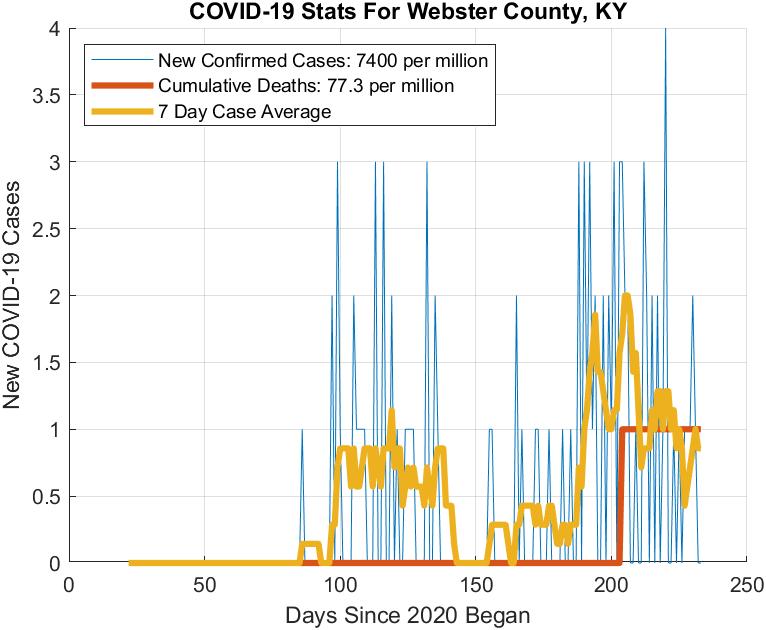 COVID-19 Stats For Webster County, KY
New Confirmed Cases: 7400 per million
Cumulative Deaths: 77.3 per million
7 Day Case Average
New COVID-19 Cases
4
3.5
3
2.5
2
1.5
1
0.5
0
0 50 100 150 200 250
Days Since 2020 Began